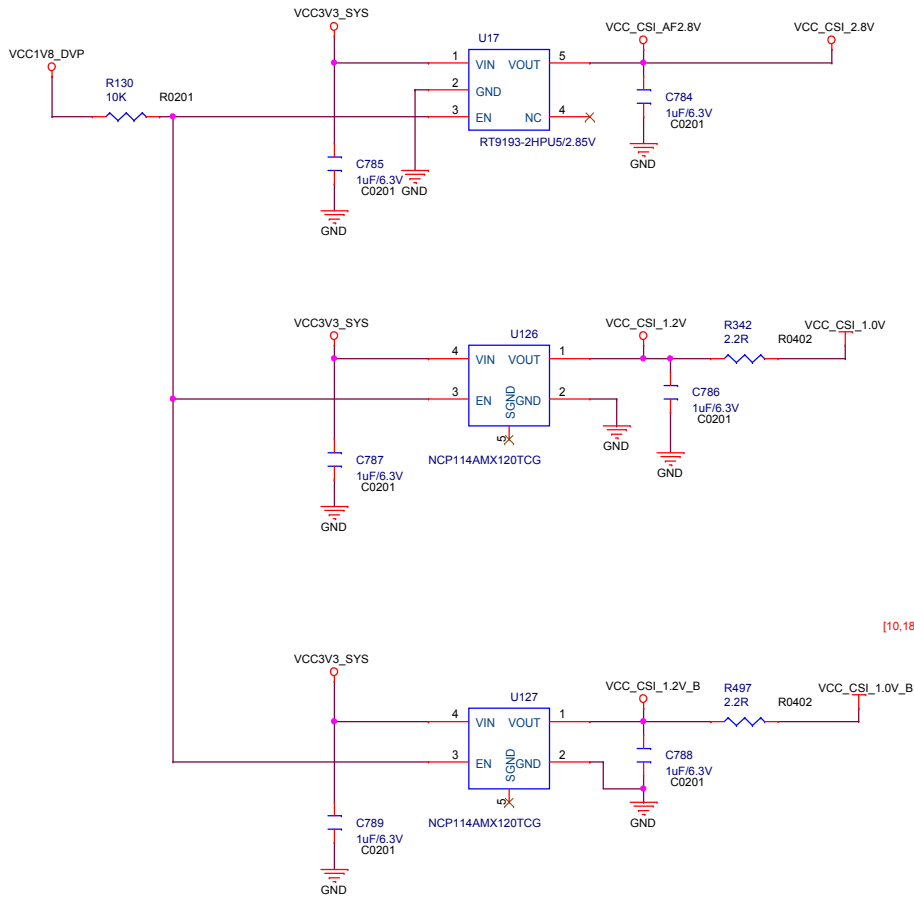 VCC3V3_SYS
VCC_CSI_AF2.8V
VCC_CSI_2.8V
VCC1V8_DVP
U17
R130
10K
R0201
1
VIN
VOUT
5
2
GND
3
EN
NC
4
RT9193-2HPU5/2.85V
C784
1uF/6.3V
C0201
GND
C785
1uF/6.3V
C0201
GND
GND
VCC3V3_SYS
U126
VCC_CSI_1.2V
R342
2.2R
R0402
VCC_CSI_1.0V
4
VIN
VOUT
1
3
EN
SGND
GND
2
5
NCP114AMX120TCG
GND
C786
1uF/6.3V
C0201
GND
C787
1uF/6.3V
C0201
GND
[10,18
VCC3V3_SYS
U127
VCC_CSI_1.2V_B
R497
2.2R
R0402
VCC_CSI_1.0V_B
4
VIN
VOUT
1
3
EN
SGND
GND
2
5
NCP114AMX120TCG
C788
1uF/6.3V
C0201
GND
C789
1uF/6.3V
C0201
GND